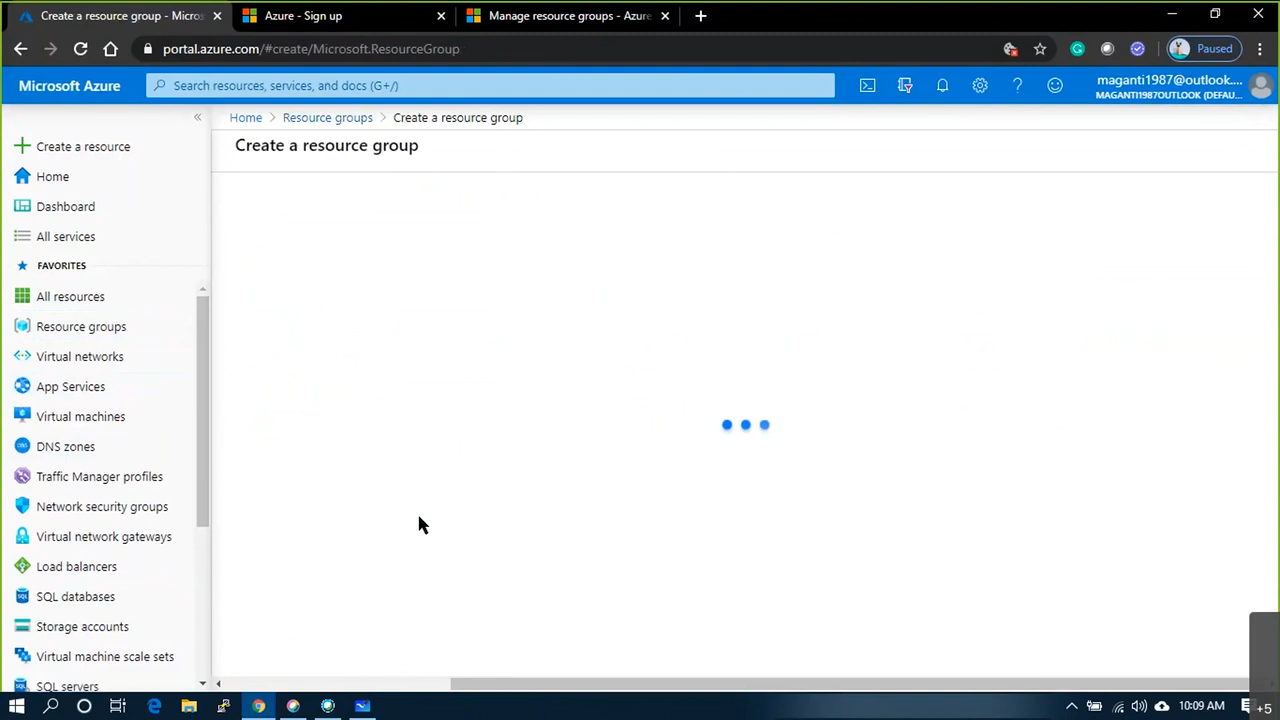 Create a resource group - Micros
Azure - Sign up
Manage resource groups - Azure
portal.azure.com/#create/Microsoft.ResourceGroup
Paused
Microsoft Azure
Search resources, services, and docs (G+/)
maganti1987@outlook....
MAGANTI1987OUTLOOK (DEFAU...
Home
Resource groups
Create a resource group
Create a resource group
Create a resource
Home
Dashboard
All services
FAVORITES
All resources
Resource groups
Virtual networks
App Services
Virtual machines
DNS zones
Traffic Manager profiles
Network security groups
Virtual network gateways
Load balancers
SQL databases
Storage accounts
Virtual machine scale sets
SQL servers
10:09 AM
+5